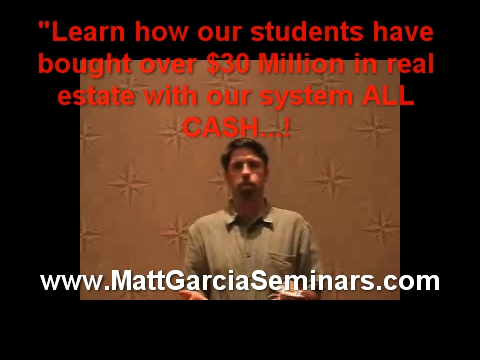 "Learn how our students have
bought over $30 Million in real
estate with our system ALL
CASH...!
www.MattGarciaSeminars.com